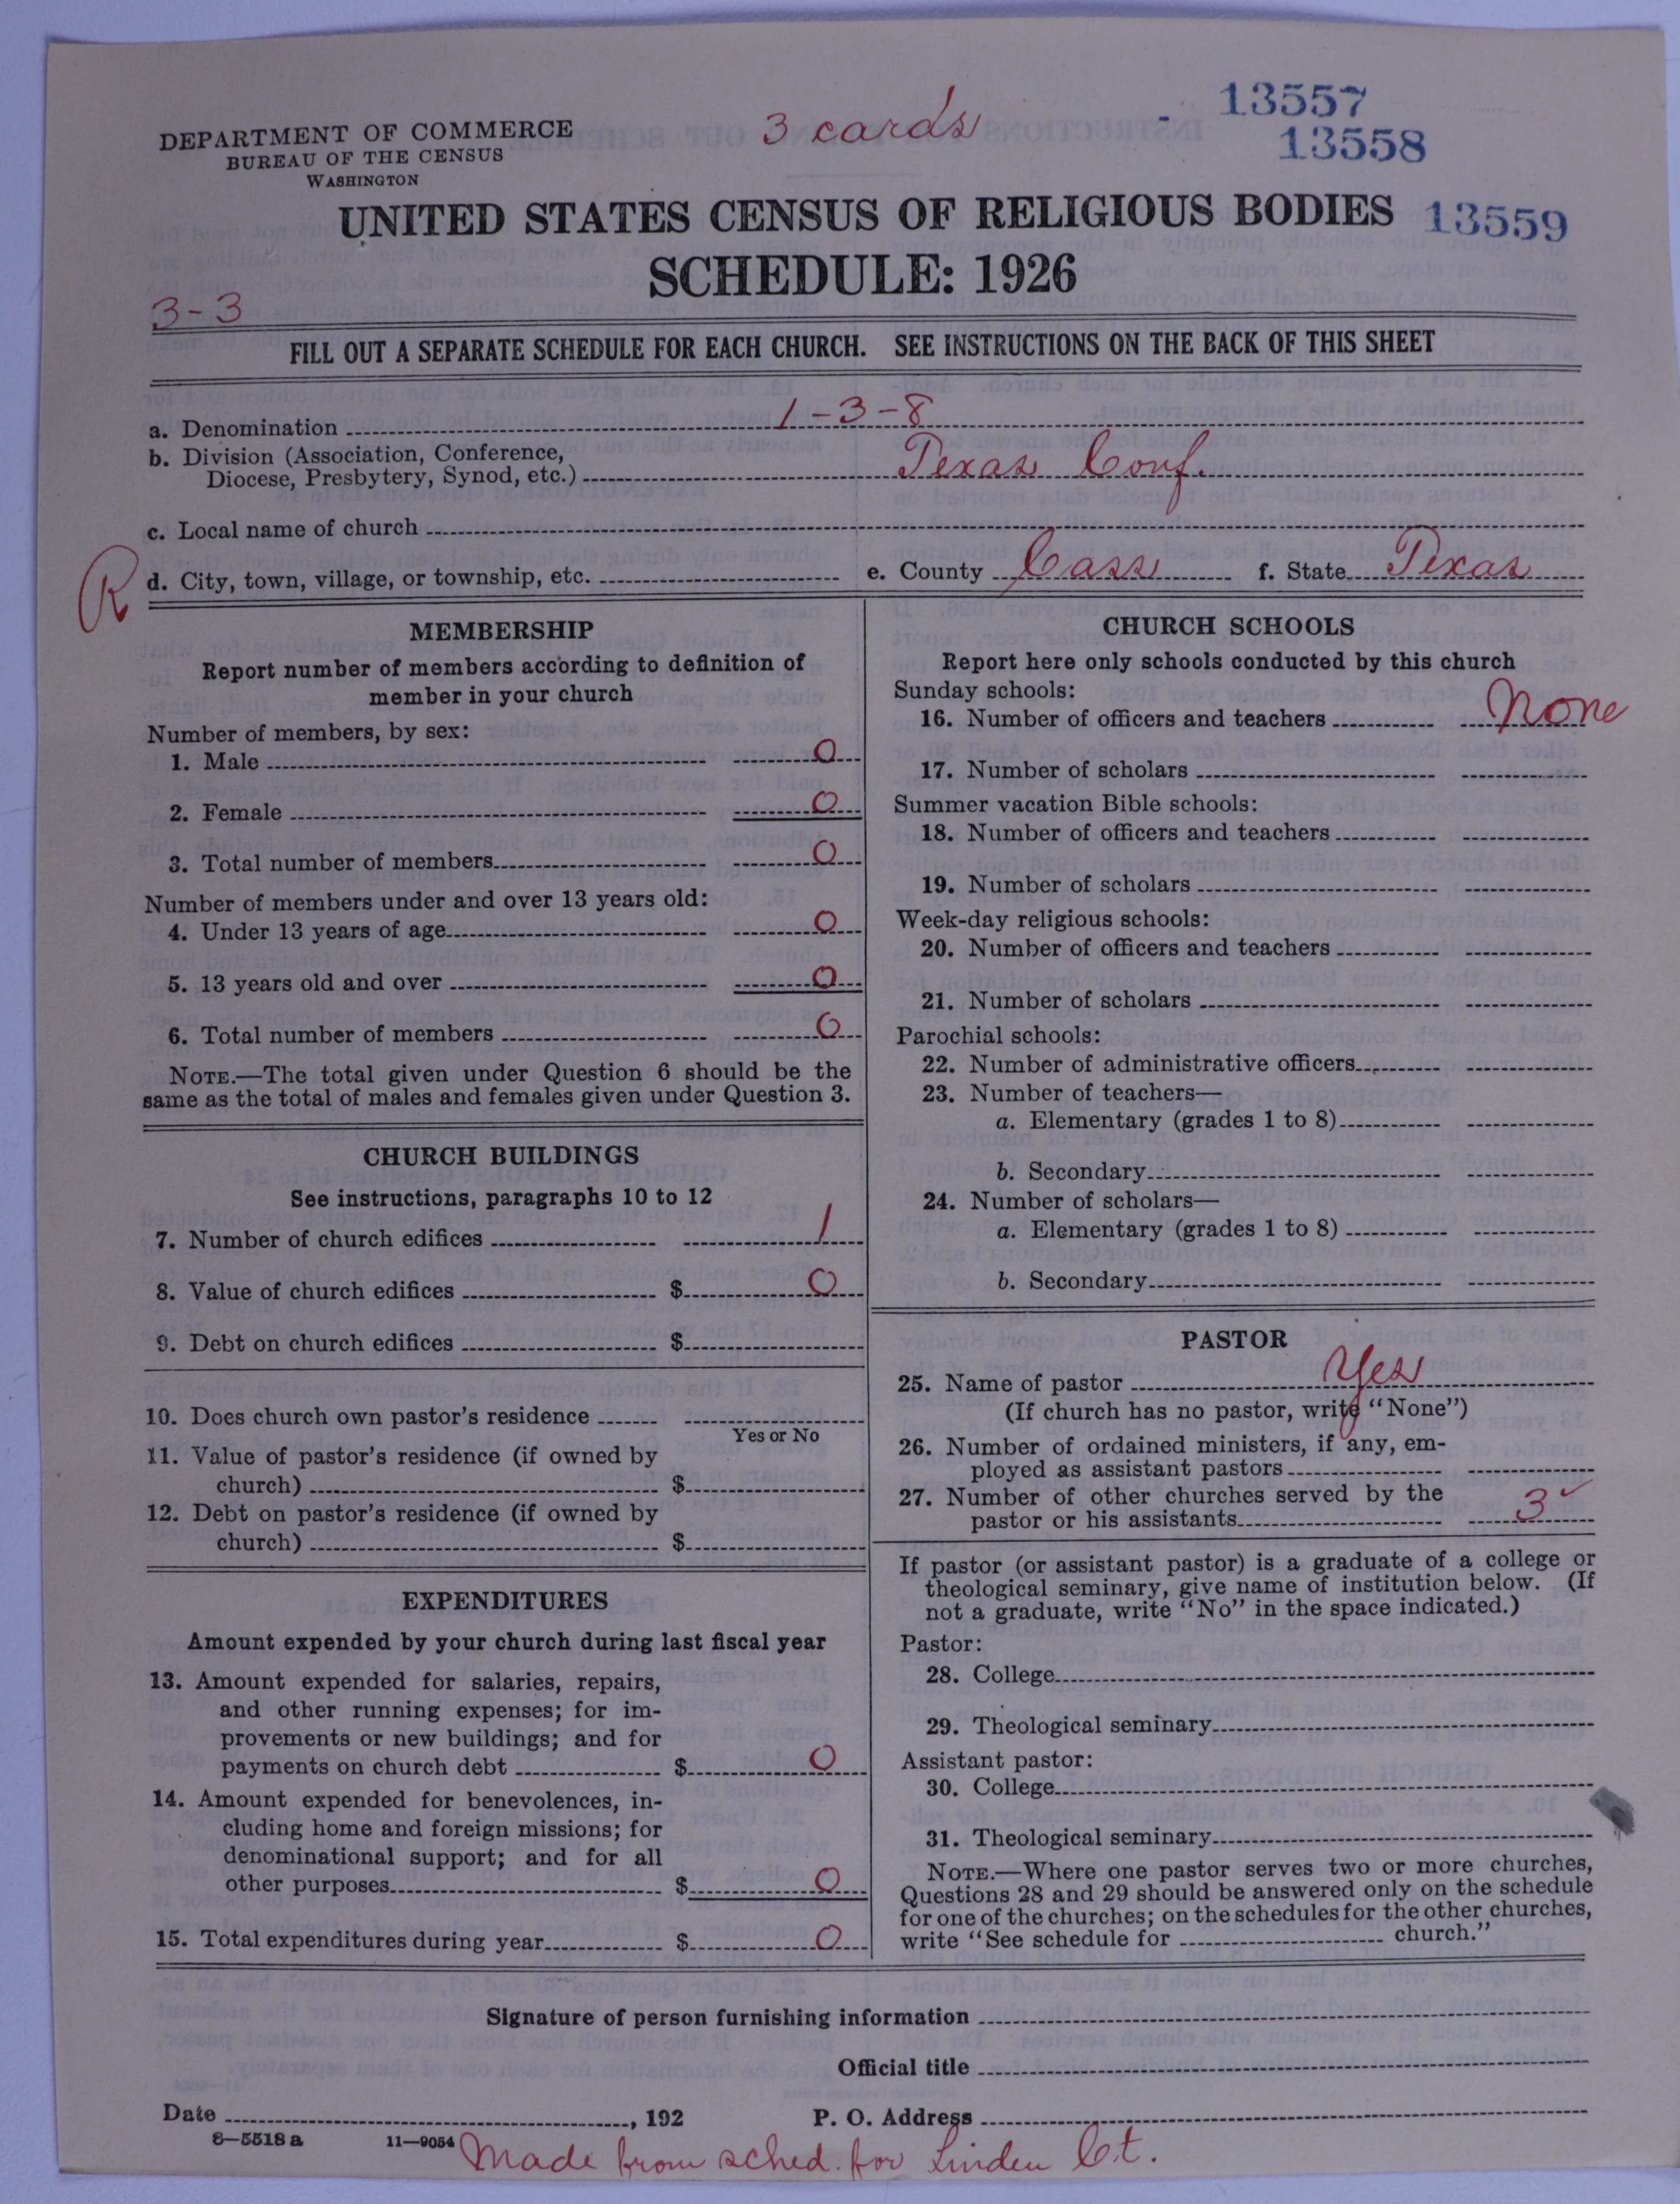 3 cards
- 13557
13558
DEPARTMENT OF COMMERCE
BUREAU OF THE CENSUS
WASHINGTON
UNITED STATES CENSUS OF RELIGIOUS BODIES 13559
SCHEDULE: 1926
3-3
FILL OUT A SEPARATE SCHEDULE FOR EACH CHURCH. SEE INSTRUCTIONS ON THE BACK OF THIS SHEET
a. Denomination 1-3-8
b. Division (Association, Conference,
Diocese, Presbytery, Synod, etc.) Texas Conf.
c. Local name of church
R d. City, town, village, or township, etc. e. County Cass f. State Texas
MEMBERSHIP
Report number of members according to definition of
member in your church
Number of members, by sex:
1. Male 0
2. Female 0
3. Total number of members 0
Number of members under and over 13 years old:
4. Under 13 years of age 0
5. 13 years old and over 0
6. Total number of members 0
NOTE.—The total given under Question 6 should be the
same as the total of males and females given under Question 3.
CHURCH BUILDINGS
See instructions, paragraphs 10 to 12
7. Number of church edifices 1
8. Value of church edifices $ 0
9. Debt on church edifices $
10. Does church own pastor's residence
Yes or No
11. Value of pastor's residence (if owned by
church) $
12. Debt on pastor's residence (if owned by
church) $
EXPENDITURES
Amount expended by your church during last fiscal year
13. Amount expended for salaries, repairs,
and other running expenses; for im-
provements or new buildings; and for
payments on church debt $ 0
14. Amount expended for benevolences, in-
cluding home and foreign missions; for
denominational support; and for all
other purposes $ 0
15. Total expenditures during year $ 0
CHURCH SCHOOLS
Report here only schools conducted by this church
Sunday schools:
16. Number of officers and teachers None
17. Number of scholars
Summer vacation Bible schools:
18. Number of officers and teachers
19. Number of scholars
Week-day religious schools:
20. Number of officers and teachers
21. Number of scholars
Parochial schools:
22. Number of administrative officers
23. Number of teachers—
a. Elementary (grades 1 to 8)
b. Secondary
24. Number of scholars—
a. Elementary (grades 1 to 8)
b. Secondary
PASTOR
25. Name of pastor Yes
(If church has no pastor, write "None")
26. Number of ordained ministers, if any, em-
ployed as assistant pastors
27. Number of other churches served by the
pastor or his assistants 3 ✓
If pastor (or assistant pastor) is a graduate of a college or
theological seminary, give name of institution below. (If
not a graduate, write "No" in the space indicated.)
Pastor:
28. College
29. Theological seminary
Assistant pastor:
30. College
31. Theological seminary
NOTE.—Where one pastor serves two or more churches,
Questions 28 and 29 should be answered only on the schedule
for one of the churches; on the schedules for the other churches,
write "See schedule for church."
Signature of person furnishing information
Official title
Date , 192 P. O. Address
8—5518 a 11—9054
Made from sched. for Linden Ct.